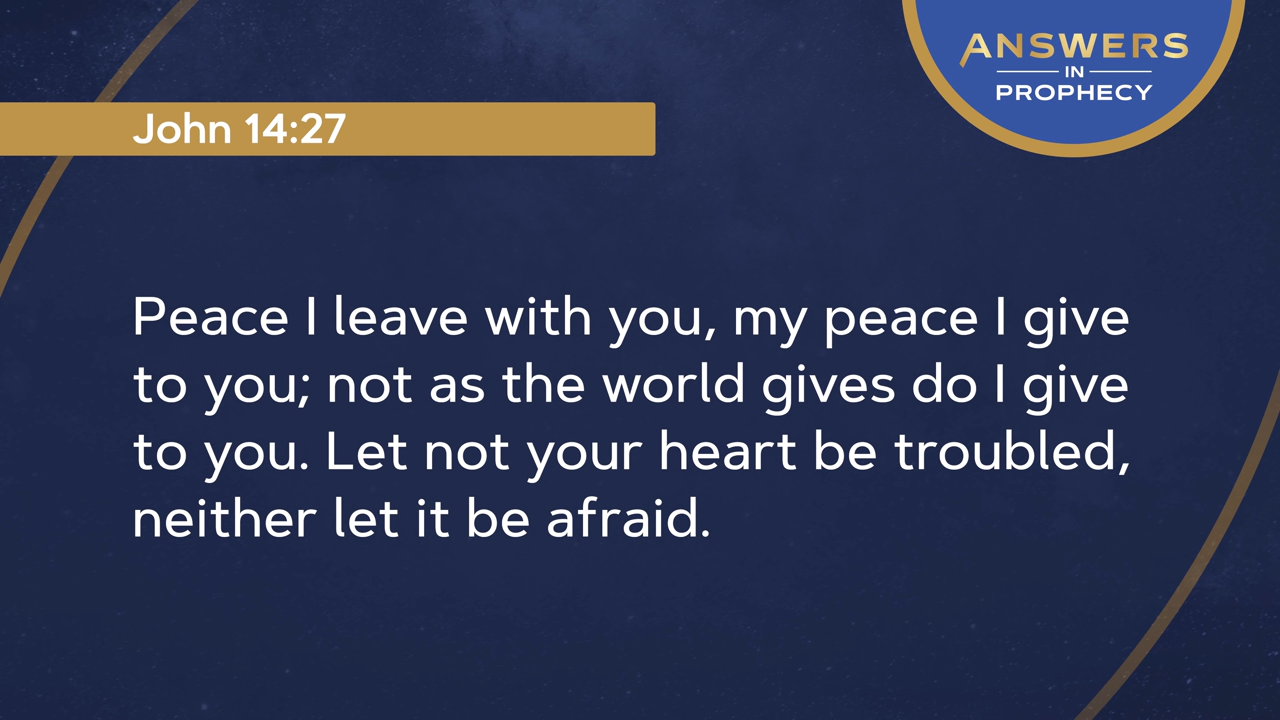 ANSWERS
IN
PROPHECY
John 14:27
Peace I leave with you, my peace I give
to you; not as the world gives do I give
to you. Let not your heart be troubled,
neither let it be afraid.